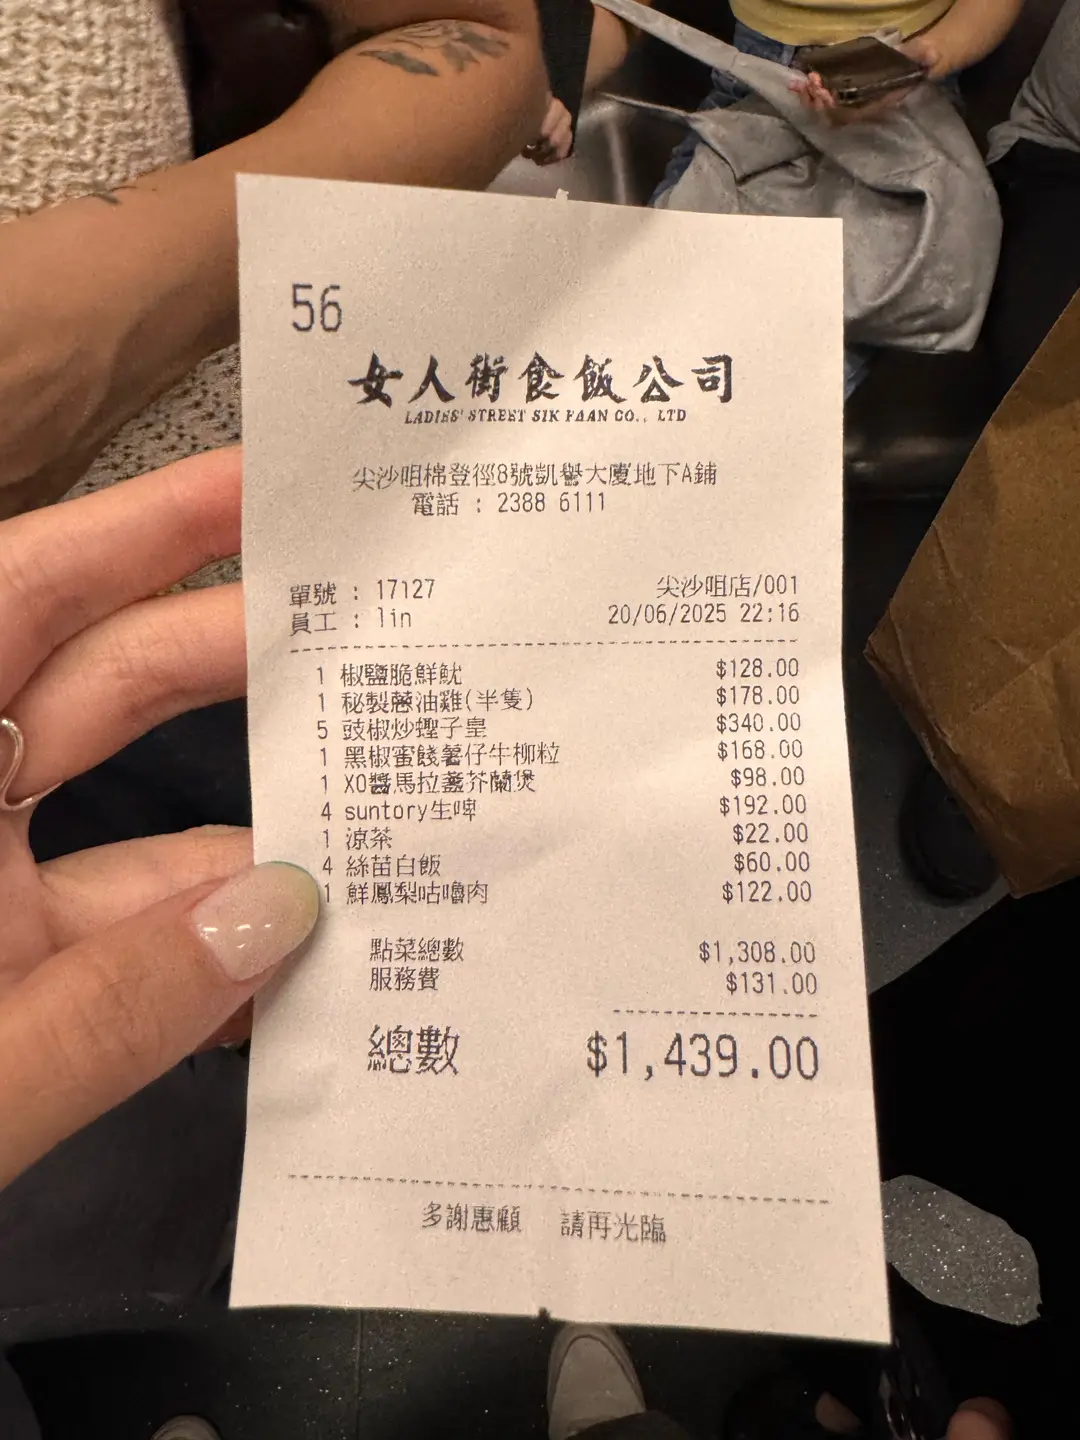 56
女人街食飯公司
LADIES' STREET SIK FAAN CO., LTD
尖沙咀棉登徑8號凱譽大廈地下A鋪
電話 : 2388 6111
單號 : 17127 尖沙咀店/001
員工 : lin 20/06/2025 22:16
1 椒鹽脆鮮魷 $128.00
1 秘製蔥油雞(半隻) $178.00
5 豉椒炒蟶子皇 $340.00
1 黑椒蜜餞薯仔牛柳粒 $168.00
1 XO醬馬拉盞芥蘭煲 $98.00
4 suntory生啤 $192.00
1 涼茶 $22.00
4 絲苗白飯 $60.00
1 鮮鳳梨咕嚕肉 $122.00
點菜總數 $1,308.00
服務費 $131.00
總數 $1,439.00
多謝惠顧 請再光臨